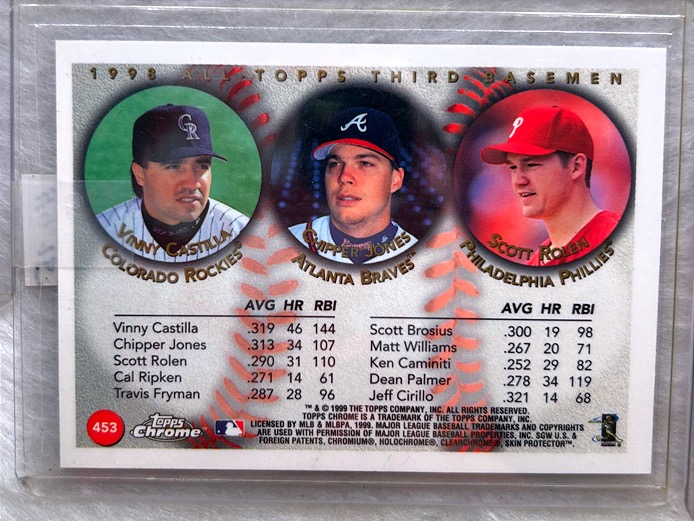 1998 ALL-TOPPS THIRD BASEMEN
CR
A
P
VINNY CASTILLA
COLORADO ROCKIES™
CHIPPER JONES
ATLANTA BRAVES™
SCOTT ROLEN
PHILADELPHIA PHILLIES™
AVG HR RBI
Vinny Castilla .319 46 144
Chipper Jones .313 34 107
Scott Rolen .290 31 110
Cal Ripken .271 14 61
Travis Fryman .287 28 96
AVG HR RBI
Scott Brosius .300 19 98
Matt Williams .267 20 71
Ken Caminiti .252 29 82
Dean Palmer .278 34 119
Jeff Cirillo .321 14 68
™ & © 1999 THE TOPPS COMPANY, INC. ALL RIGHTS RESERVED.
TOPPS CHROME IS A TRADEMARK OF THE TOPPS COMPANY, INC.
LICENSED BY MLB & MLBPA, 1999. MAJOR LEAGUE BASEBALL TRADEMARKS AND COPYRIGHTS
ARE USED WITH PERMISSION OF MAJOR LEAGUE BASEBALL PROPERTIES, INC. SGW U.S. &
FOREIGN PATENTS, CHROMIUM®, HOLOCHROME®, CLEARCHROME®, SKIN PROTECTOR™.
453
Topps
Chrome